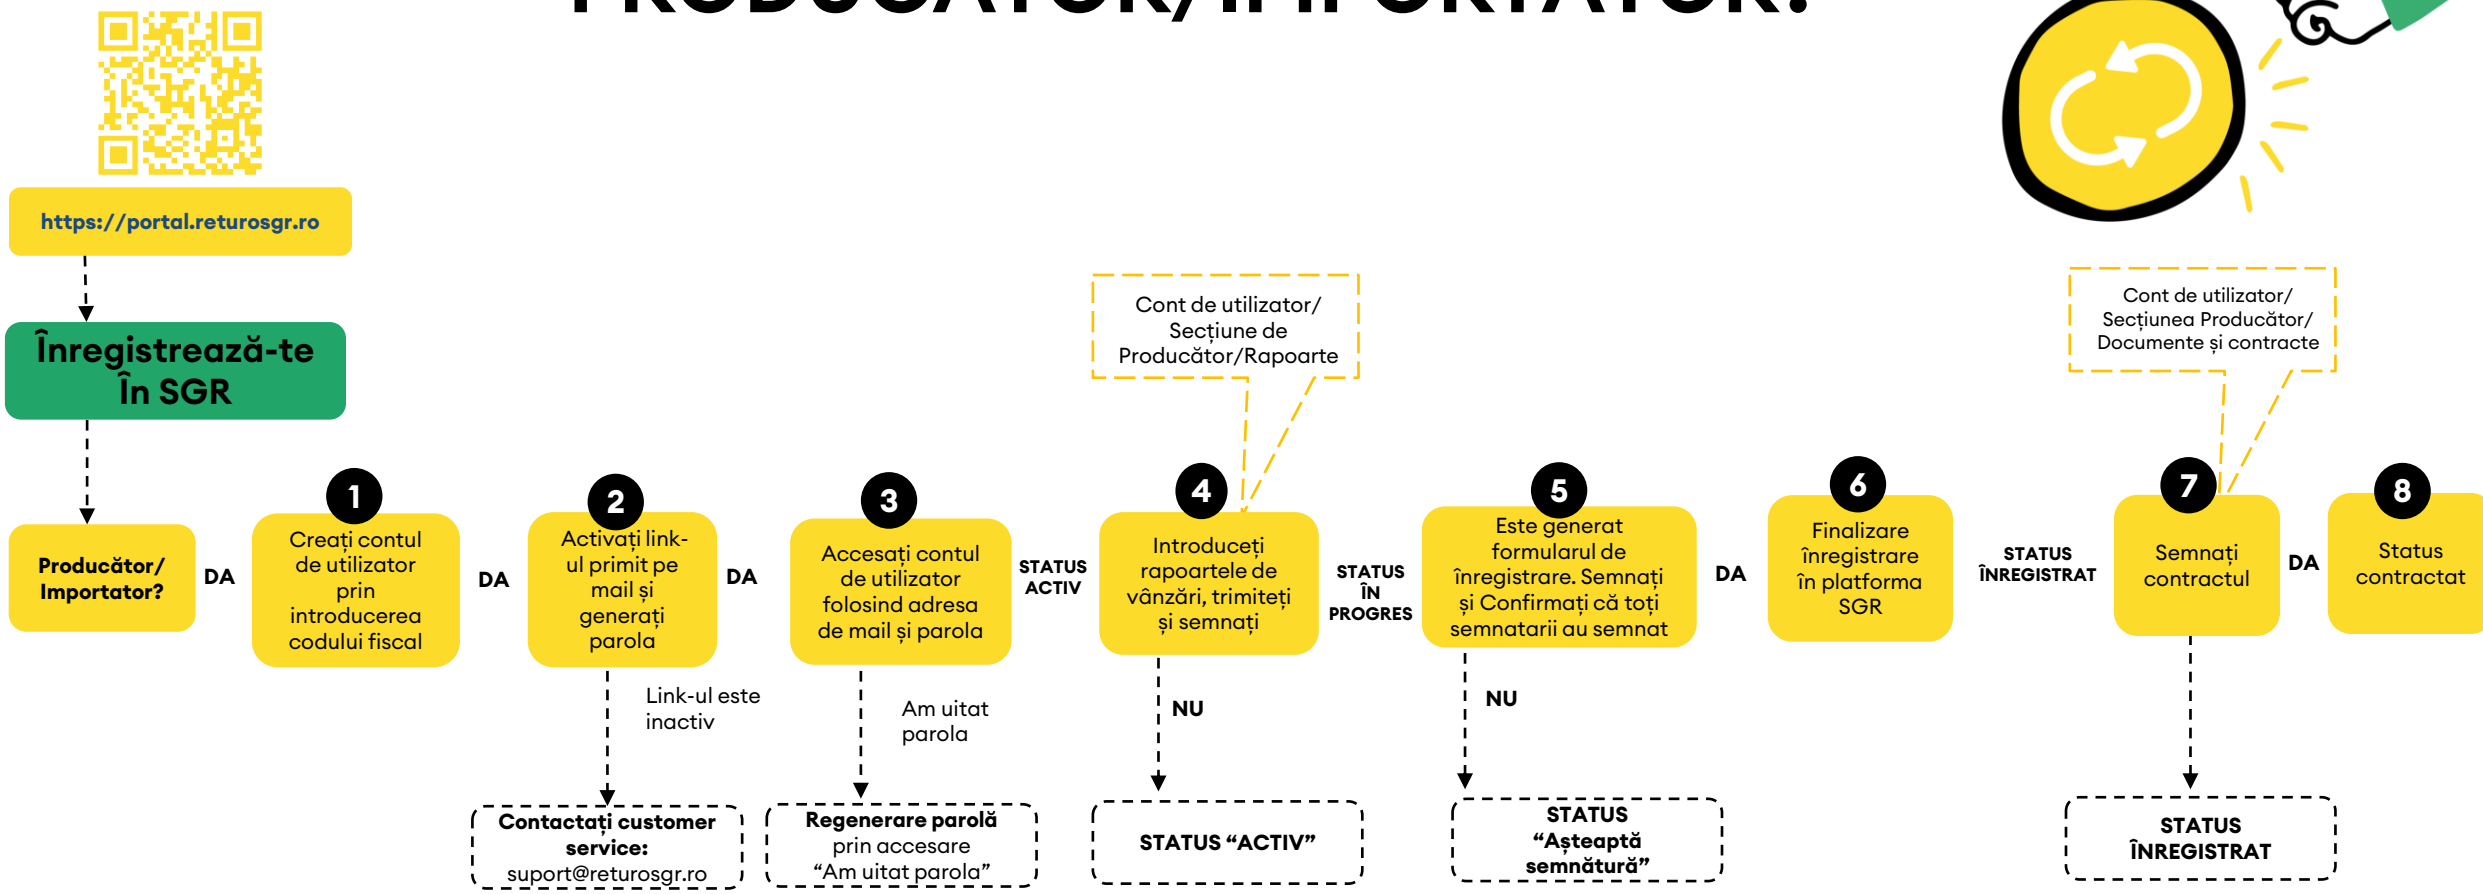 PRODUCĂTOR/IMPORTATOR?
https://portal.returosgr.ro
Înregistrează-te
în SGR
Cont de utilizator/
Secțiune de
Producător/Rapoarte
Cont de utilizator/
Secțiunea Producător/
Documente și contracte
Producător/
Importator?
DA
1
Creați contul
de utilizator
prin
introducerea
codului fiscal
DA
2
Activați link-
ul primit pe
mail și
generați
parola
DA
3
Accesați contul
de utilizator
folosind adresa
de mail și parola
STATUS
ACTIV
4
Introduceți
rapoartele de
vânzări, trimiteți
și semnați
STATUS
ÎN
PROGRES
5
Este generat
formularul de
înregistrare. Semnați
și Confirmați că toți
semnatarii au semnat
DA
6
Finalizare
înregistrare
în platforma
SGR
STATUS
ÎNREGISTRAT
7
Semnați
contractul
DA
8
Status
contractat
Link-ul este
inactiv
Am uitat
parola
NU
NU
Contactați customer
service:
suport@returosgr.ro
Regenerare parolă
prin accesare
“Am uitat parola”
STATUS “ACTIV”
STATUS
“Așteaptă
semnătură”
STATUS
ÎNREGISTRAT